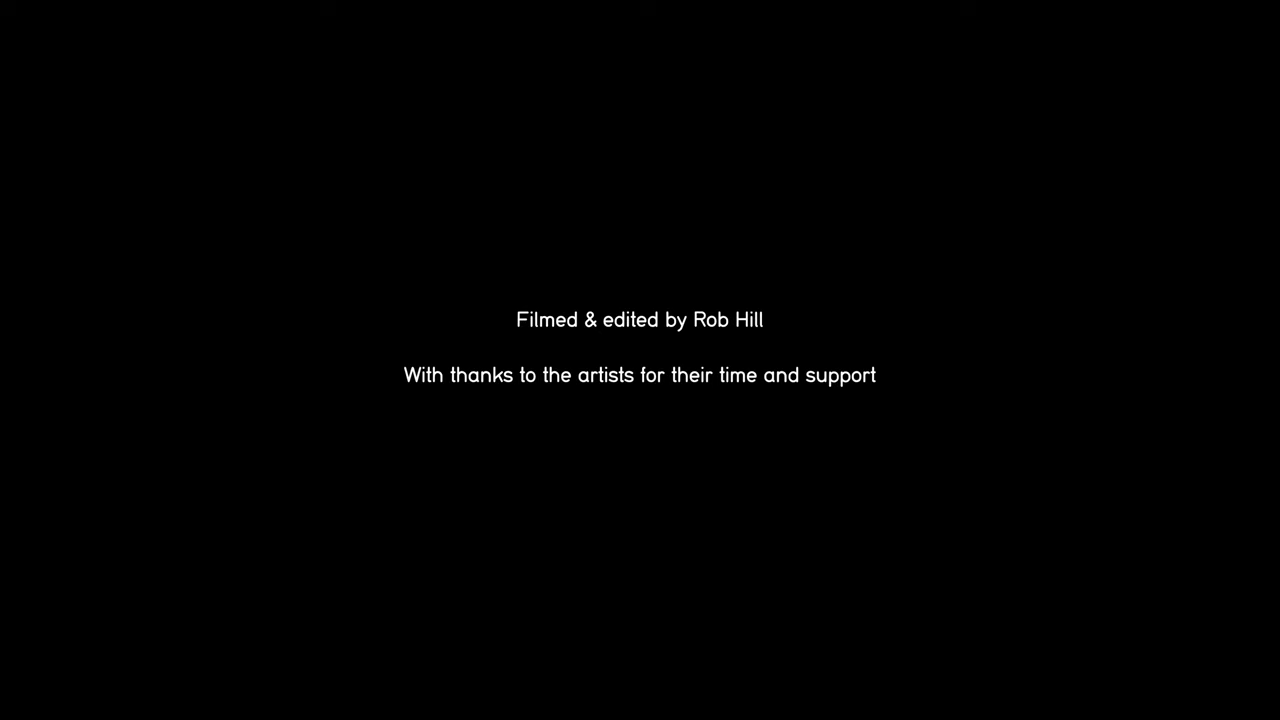 Filmed & edited by Rob Hill
With thanks to the artists for their time and support